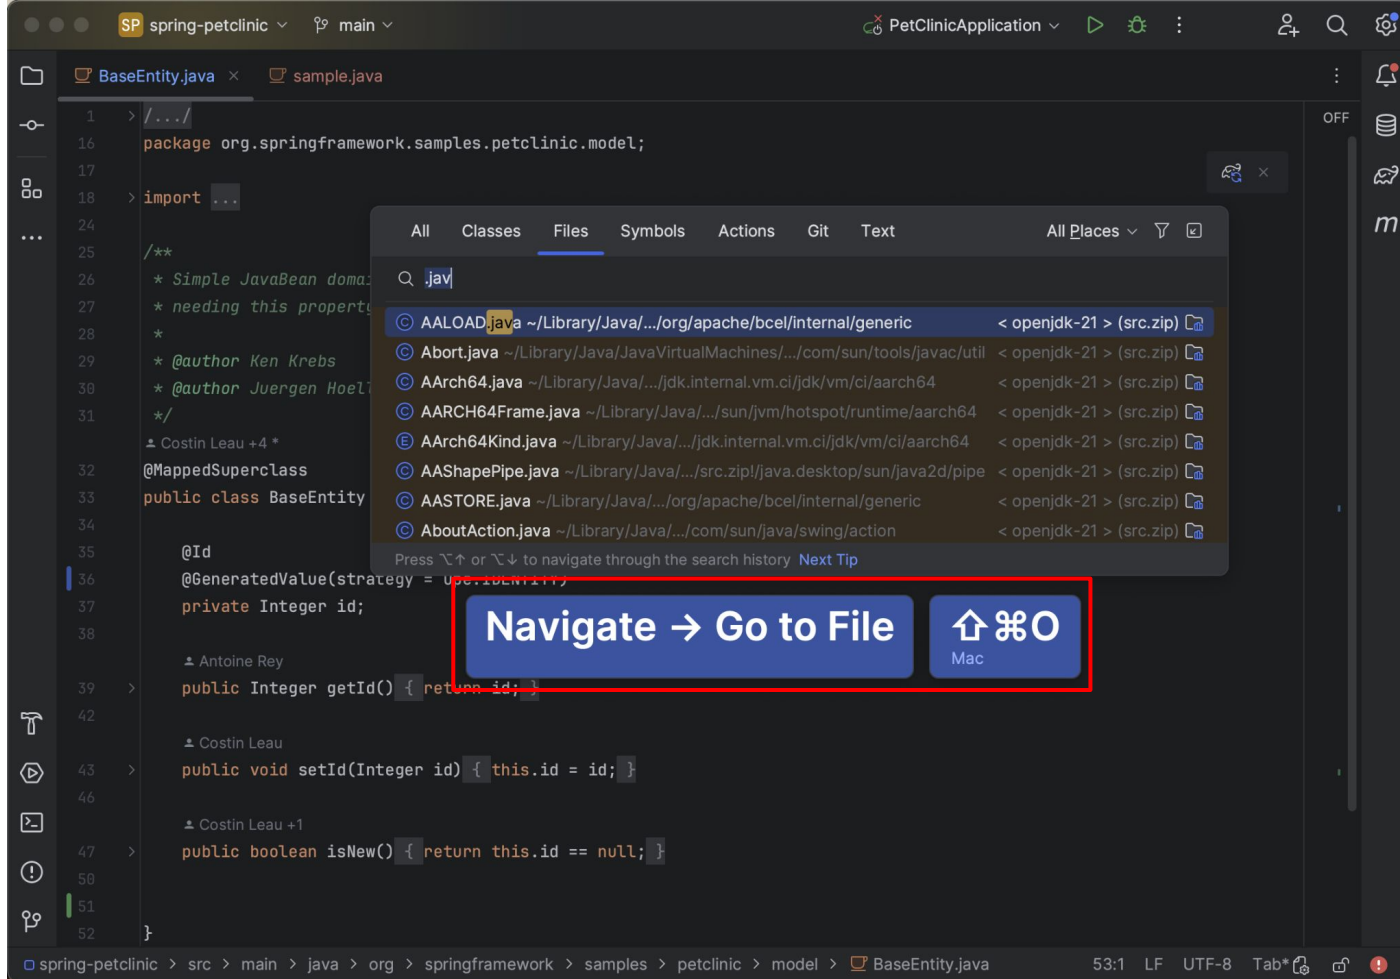 SP spring-petclinic main PetClinicApplication
BaseEntity.java sample.java
1 /.../ OFF
16 package org.springframework.samples.petclinic.model;
17
18 import ...
24
25 /**
26 * Simple JavaBean domai
27 * needing this property
28 *
29 * @author Ken Krebs
30 * @author Juergen Hoell
31 */
Costin Leau +4 *
32 @MappedSuperclass
33 public class BaseEntity
34
35 @Id
36 @GeneratedValue(strategy =
37 private Integer id;
38
Antoine Rey
39 public Integer getId() { return id; }
42
Costin Leau
43 public void setId(Integer id) { this.id = id; }
46
Costin Leau +1
47 public boolean isNew() { return this.id == null; }
50
51
52 }
All Classes Files Symbols Actions Git Text All Places
.jav
AALOAD.java ~/Library/Java/.../org/apache/bcel/internal/generic < openjdk-21 > (src.zip)
Abort.java ~/Library/Java/JavaVirtualMachines/.../com/sun/tools/javac/util < openjdk-21 > (src.zip)
AArch64.java ~/Library/Java/.../jdk.internal.vm.ci/jdk/vm/ci/aarch64 < openjdk-21 > (src.zip)
AARCH64Frame.java ~/Library/Java/.../sun/jvm/hotspot/runtime/aarch64 < openjdk-21 > (src.zip)
AArch64Kind.java ~/Library/Java/.../jdk.internal.vm.ci/jdk/vm/ci/aarch64 < openjdk-21 > (src.zip)
AAShapePipe.java ~/Library/Java/.../src.zip!/java.desktop/sun/java2d/pipe < openjdk-21 > (src.zip)
AASTORE.java ~/Library/Java/.../org/apache/bcel/internal/generic < openjdk-21 > (src.zip)
AboutAction.java ~/Library/Java/.../com/sun/java/swing/action < openjdk-21 > (src.zip)
Press ⌥↑ or ⌥↓ to navigate through the search history Next Tip
Navigate → Go to File ⇧⌘O
Mac
m
spring-petclinic > src > main > java > org > springframework > samples > petclinic > model > BaseEntity.java 53:1 LF UTF-8 Tab*